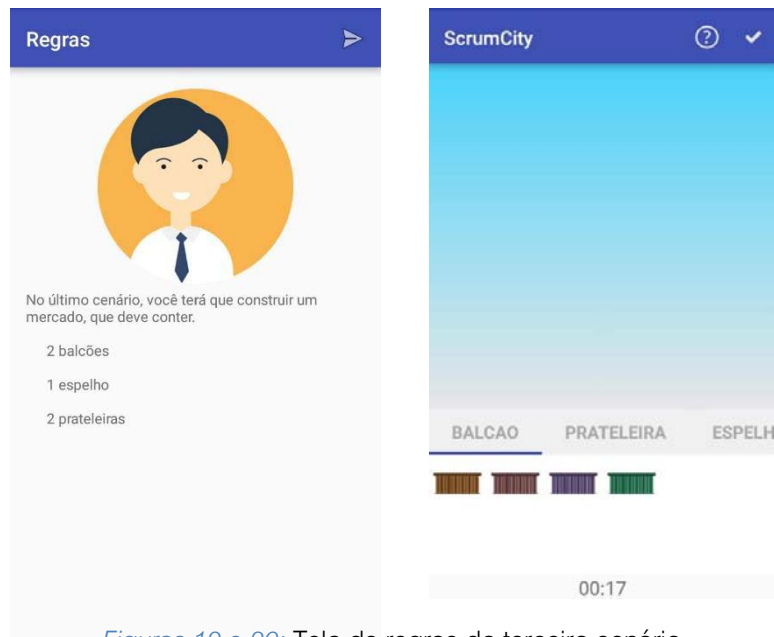 Regras
No último cenário, você terá que construir um
mercado, que deve conter.
2 balcões
1 espelho
2 prateleiras
ScrumCity
BALCAO PRATELEIRA ESPELH
00:17
Tela de regras do terceiro cenário